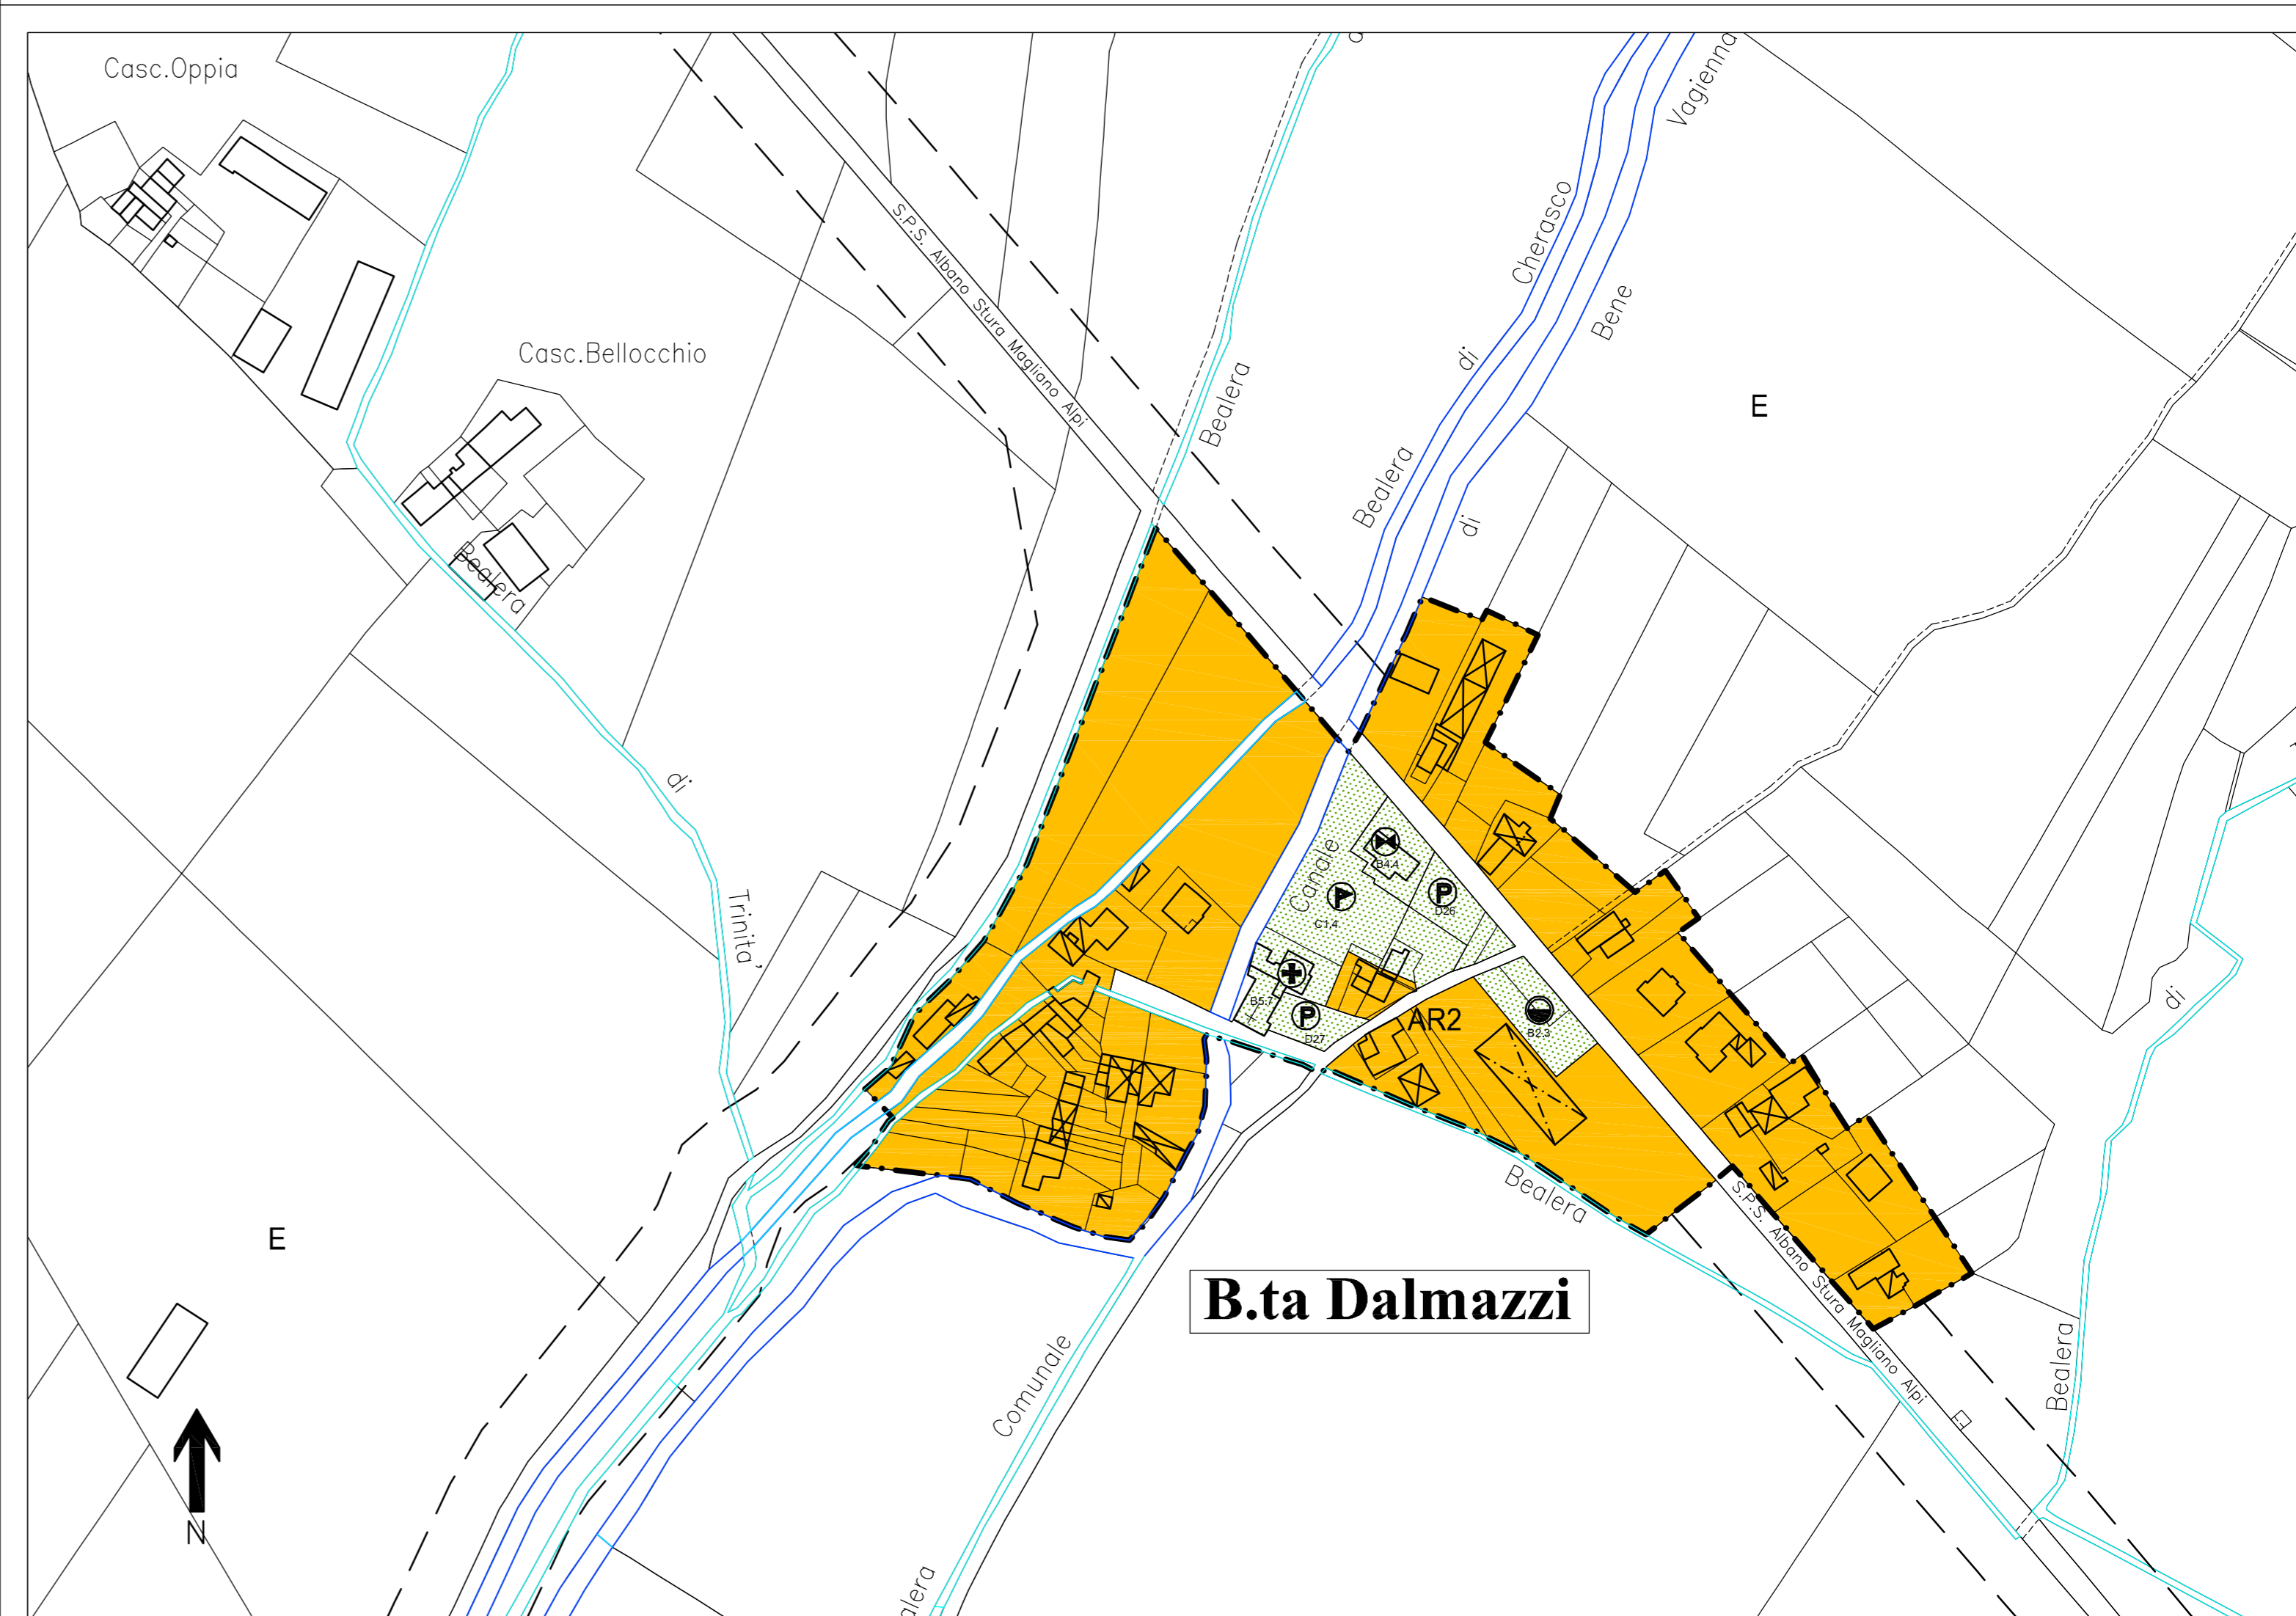 Casc.Oppia
Vagienna
S.P.S. Albano Stura Magliano Alpi
Cherasco
di
Bene
Casc.Bellocchio
Bealera
E
Bealera
di
Bealera
di
Trinita'
Canale
B4.4
P
D26
C1,4
B5.7
P
D27
AR2
B2.3
Bealera
di
S.P.S. Albano Stura Magliano Alpi
E
B.ta Dalmazzi
Comunale
Bealera
N
alera